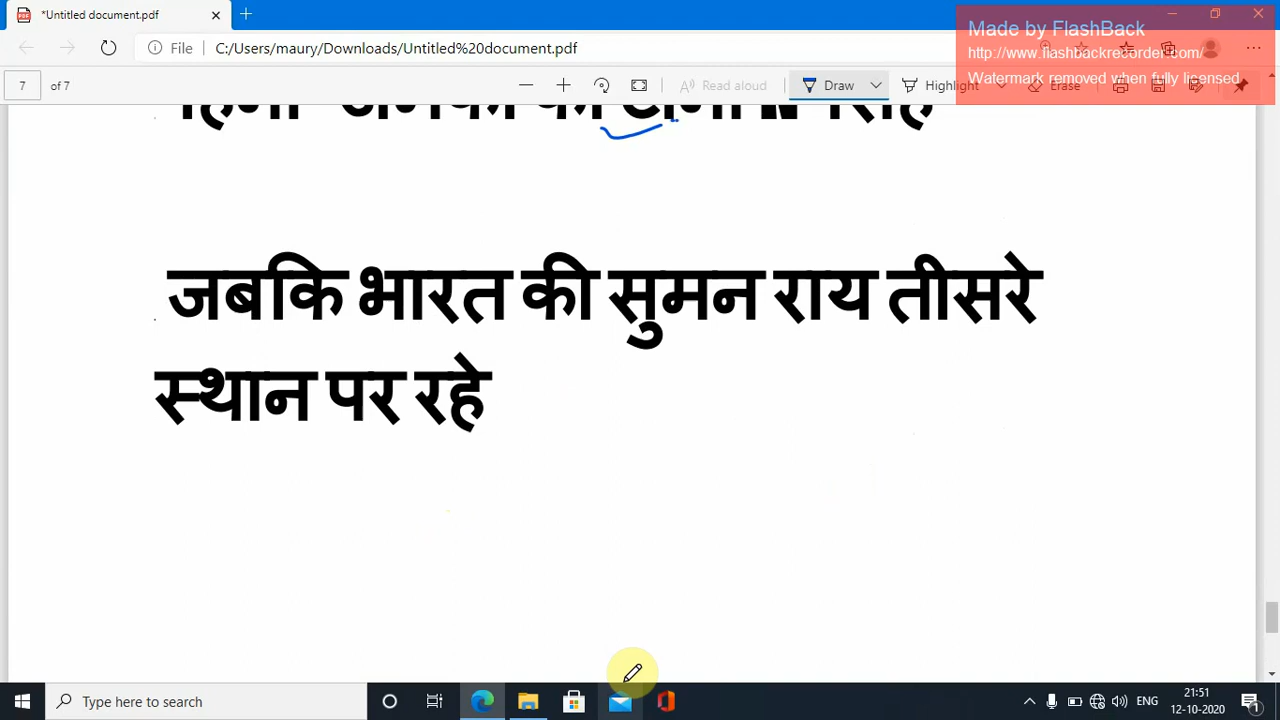 *Untitled document.pdf
File C:/Users/maury/Downloads/Untitled%20document.pdf
Made by FlashBack
http://www.flashbackrecorder.com/
Watermark removed when fully licensed
7 of 7
Read aloud
Draw
Highlight
Erase
जबकि भारत की सुमन राय तीसरे
स्थान पर रहे
Type here to search
ENG
21:51
12-10-2020
1